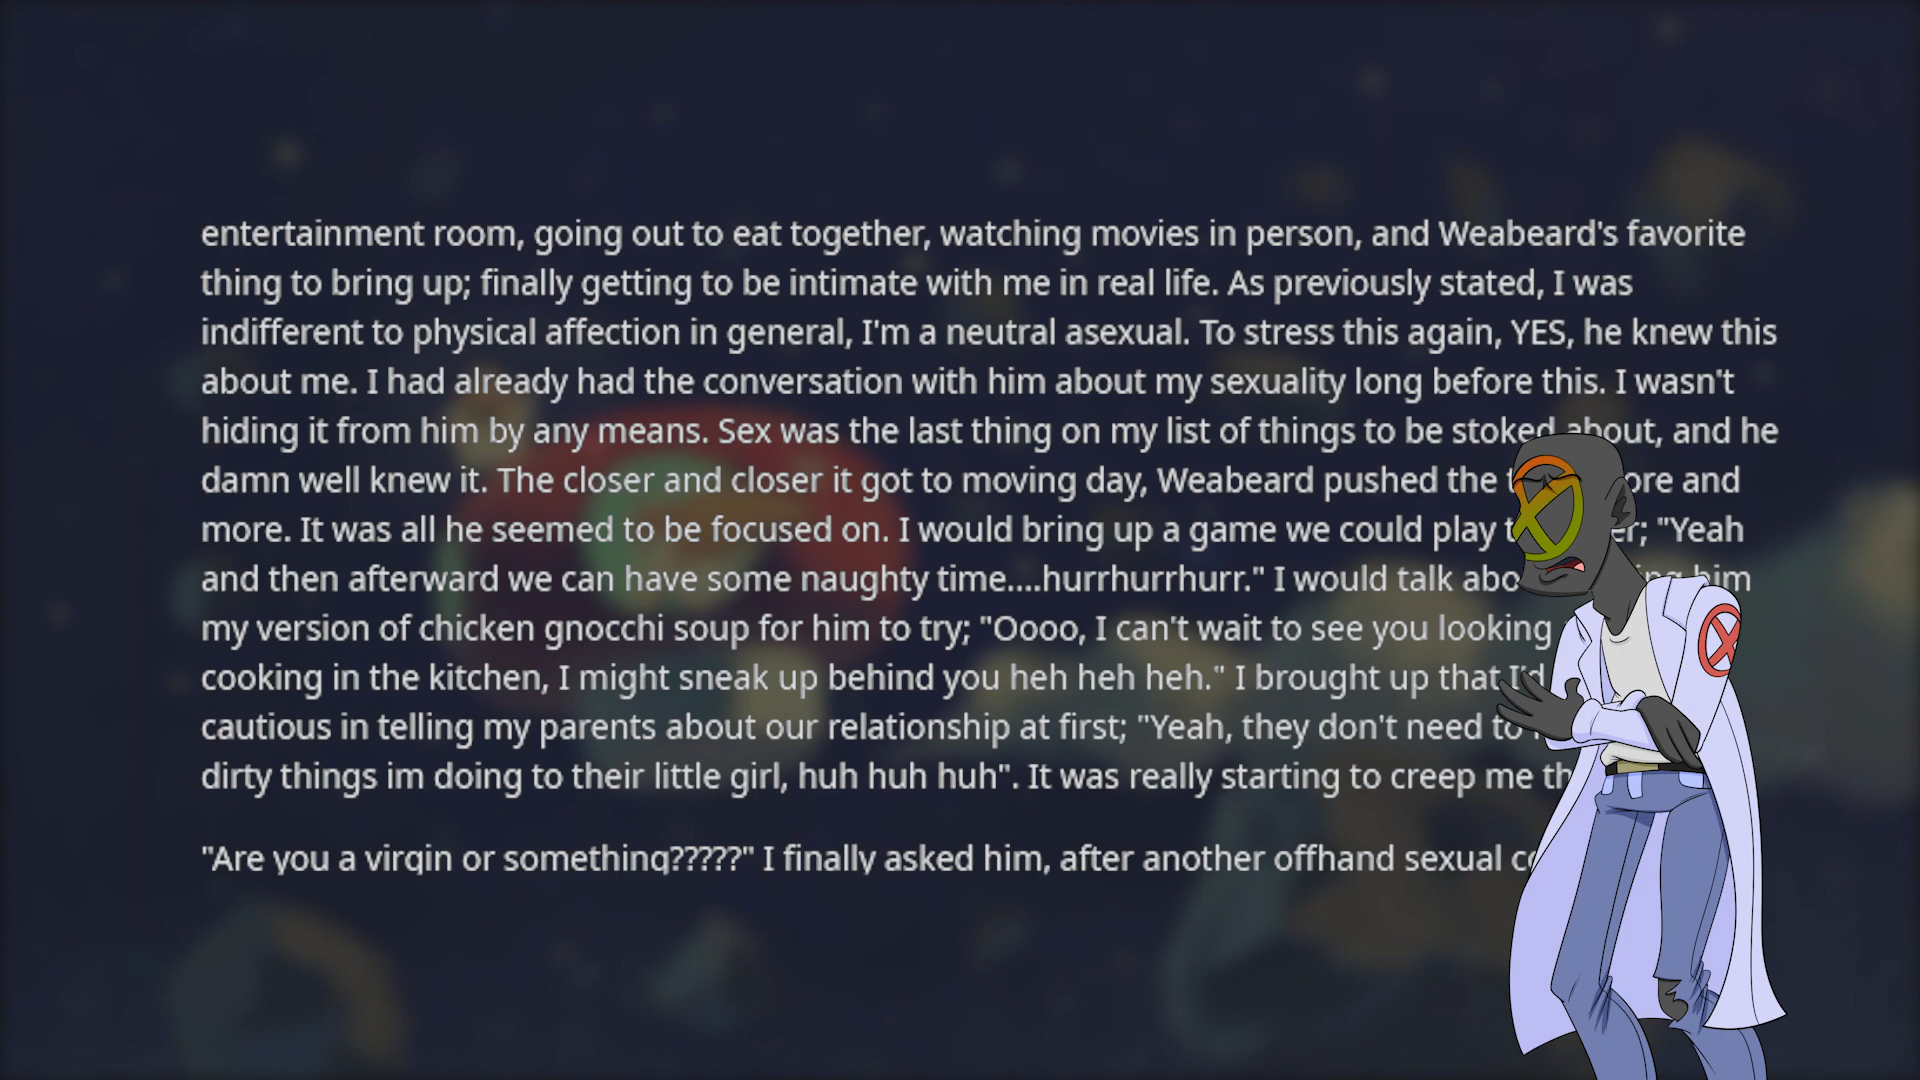 entertainment room, going out to eat together, watching movies in person, and Weabeard's favorite
thing to bring up; finally getting to be intimate with me in real life. As previously stated, I was
indifferent to physical affection in general, I'm a neutral asexual. To stress this again, YES, he knew this
about me. I had already had the conversation with him about my sexuality long before this. I wasn't
hiding it from him by any means. Sex was the last thing on my list of things to be stoked about, and he
damn well knew it. The closer and closer it got to moving day, Weabeard pushed the and
more. It was all he seemed to be focused on. I would bring up a game we could play "Yeah
and then afterward we can have some naughty time....hurrhurrhurr." I would talk him
my version of chicken gnocchi soup for him to try; "Oooo, I can't wait to see you looking
cooking in the kitchen, I might sneak up behind you heh heh heh." I brought up that I'd
cautious in telling my parents about our relationship at first; "Yeah, they don't need to
dirty things im doing to their little girl, huh huh huh". It was really starting to creep me
"Are you a virgin or something?????" I finally asked him, after another offhand sexual